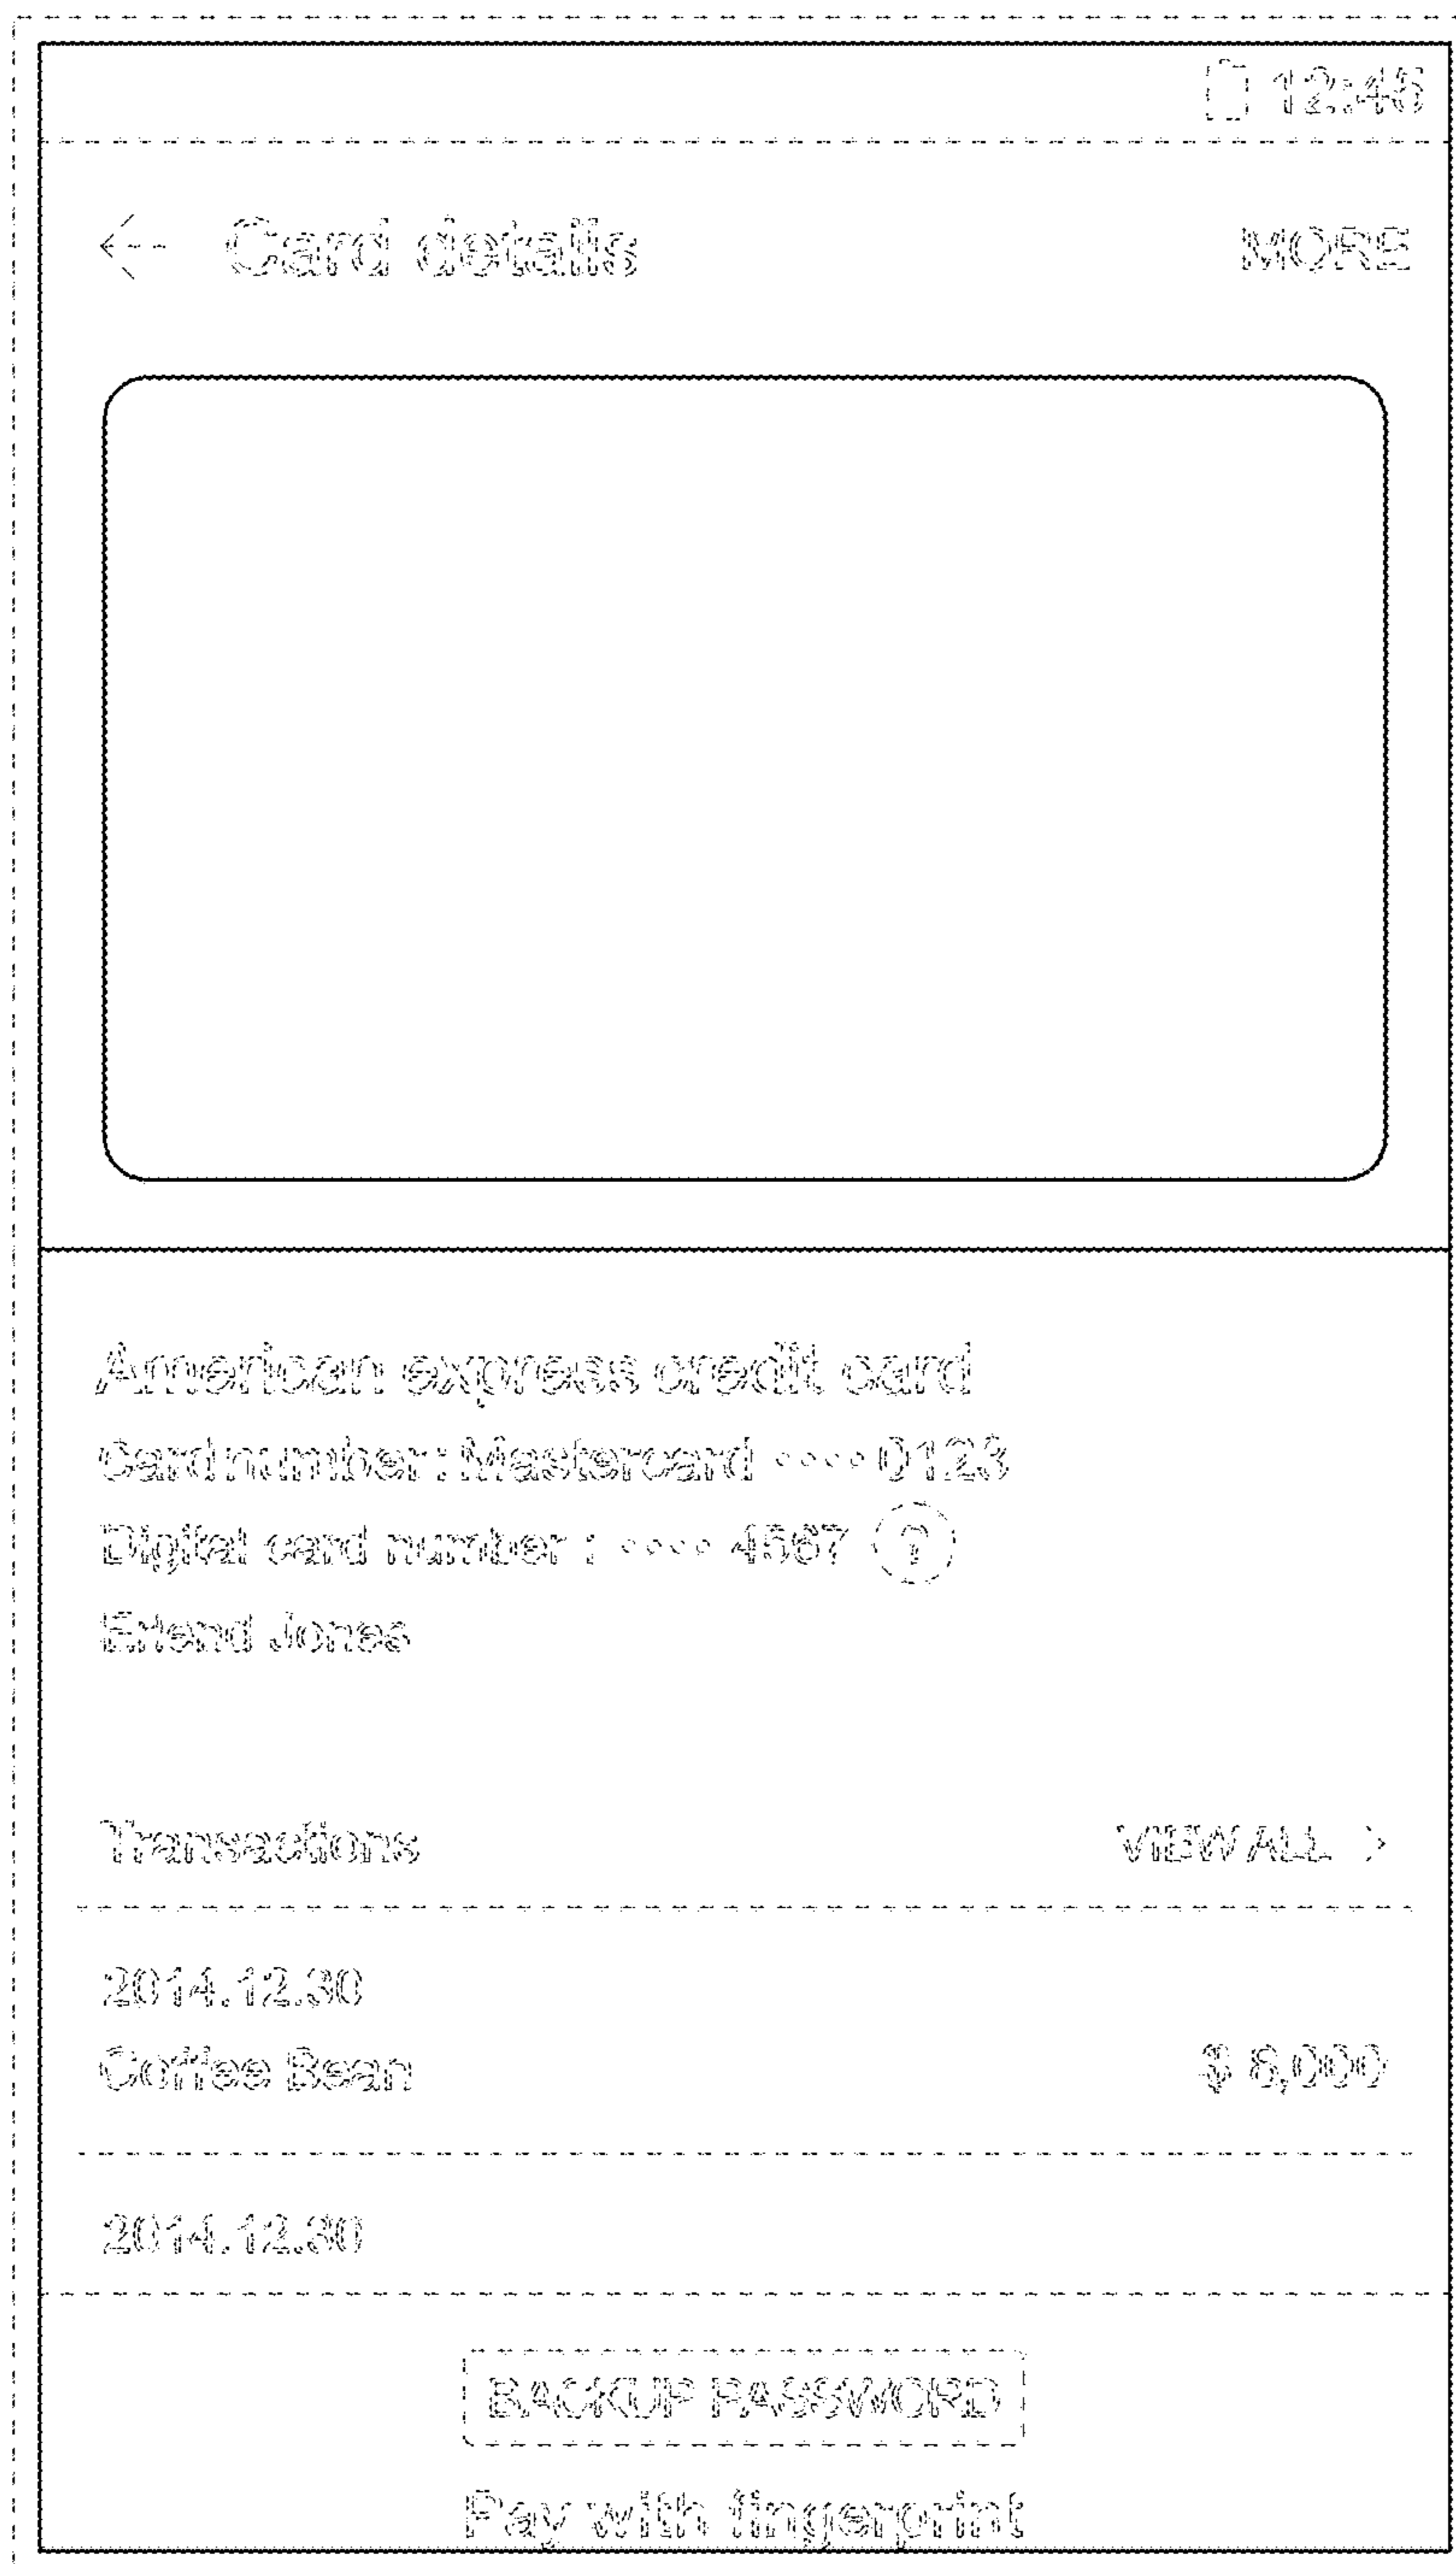 12:45
Card details MORE
American express credit card
Card number : Mastercard •••• 0123
Digital card number : •••• 4567 ?
Jones
Transactions VIEW ALL >
2014.12.30
Coffee Bean $ 8,000
2014.12.30
BACKUP PASSWORD
Pay with fingerprint